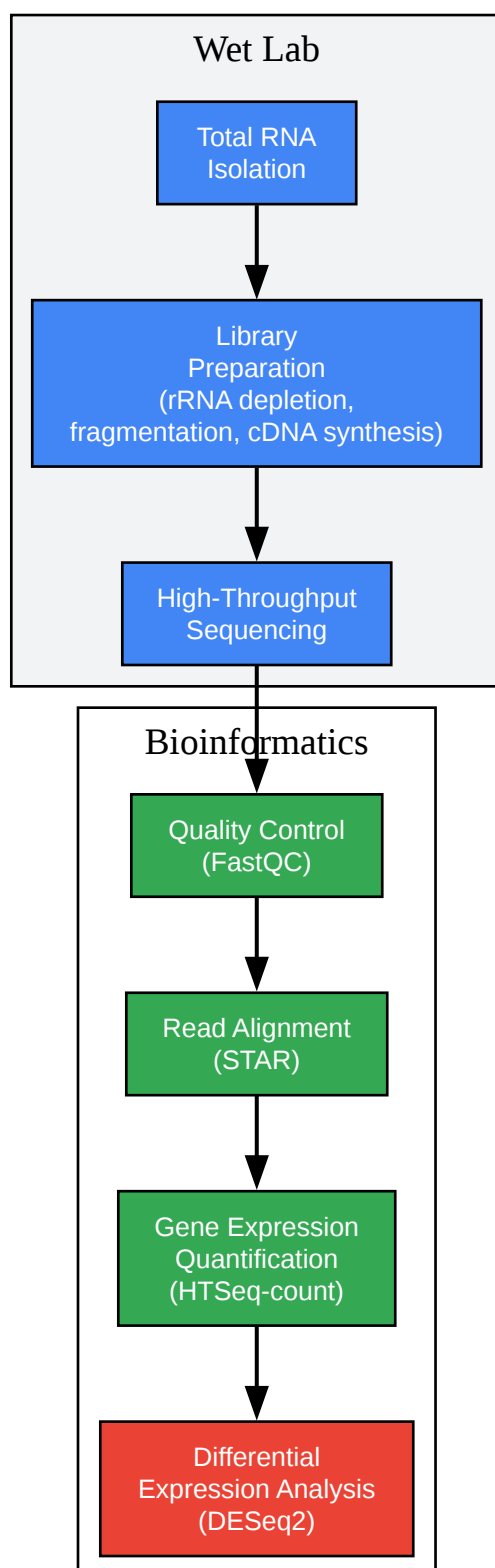 Wet Lab
Total RNA
Isolation
Library
Preparation
(rRNA depletion,
fragmentation, cDNA synthesis)
High-Throughput
Sequencing
Bioinformatics
Quality Control
(FastQC)
Read Alignment
(STAR)
Gene Expression
Quantification
(HTSeq-count)
Differential
Expression Analysis
(DESeq2)